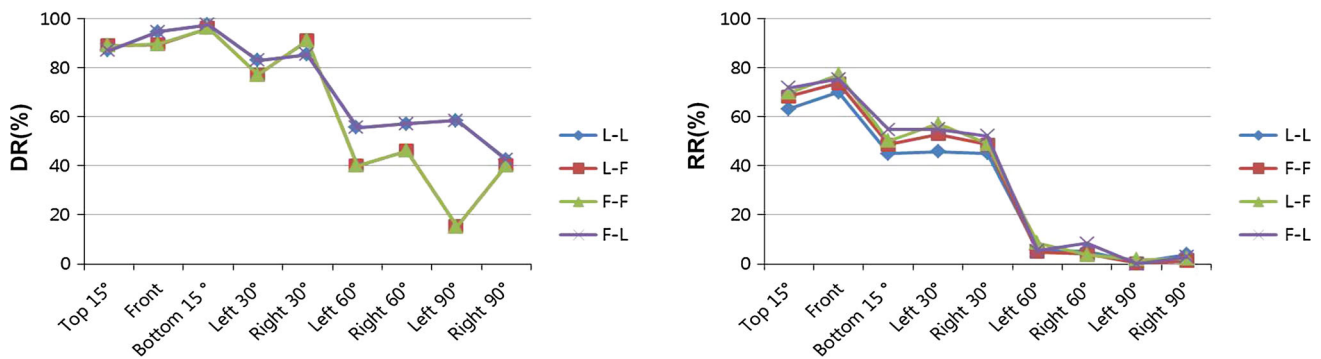 DR(%)
100
80
60
40
20
0
Top 15°
Front
Bottom 15 °
Left 30°
Right 30°
Left 60°
Right 60°
Left 90°
Right 90°
L-L
L-F
F-F
F-L
RR(%)
100
80
60
40
20
0
Top 15°
Front
Bottom 15 °
Left 30°
Right 30°
Left 60°
Right 60°
Left 90°
Right 90°
L-L
F-F
L-F
F-L